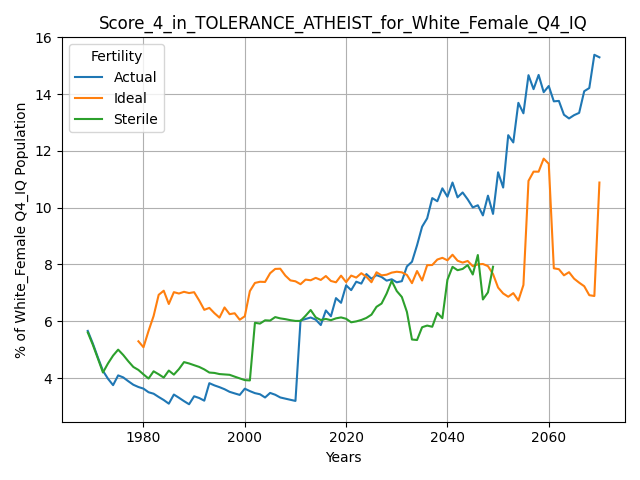 Score_4_in_TOLERANCE_ATHEIST_for_White_Female_Q4_IQ
% of White_Female Q4_IQ Population
16
14
12
10
8
6
4
Fertility
Actual
Ideal
Sterile
1980 2000 2020 2040 2060
Years